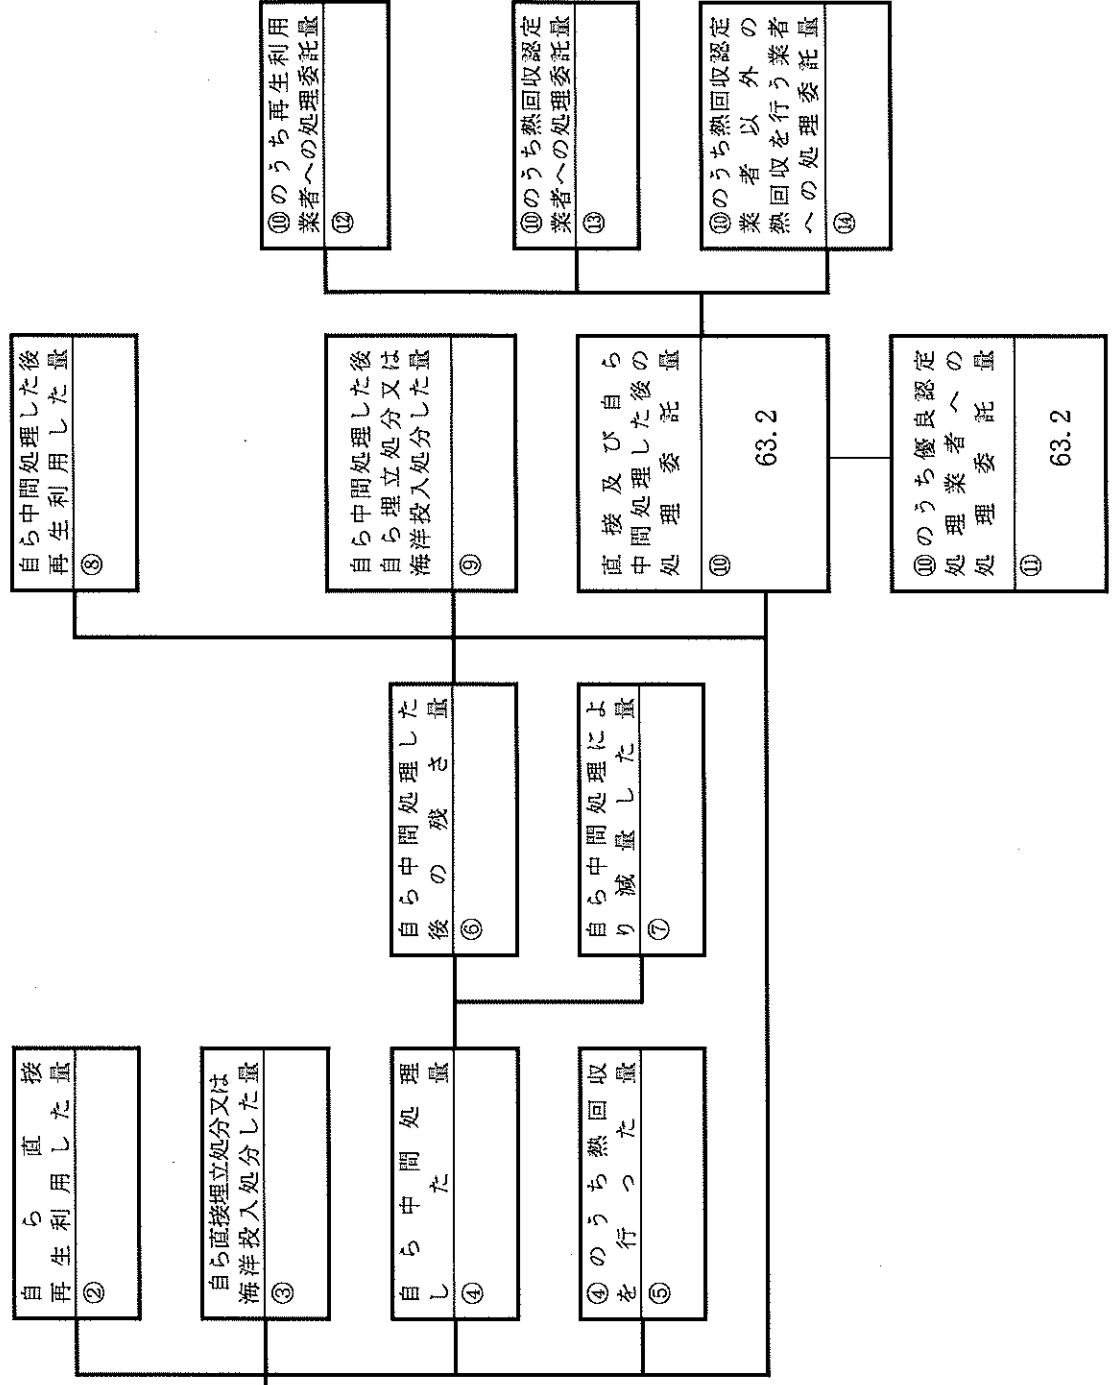 自ら直接
再生利用した量
②
自ら直接埋立処分又は
海洋投入処分した量
③
自ら中間処理
した量
④
④のうち熱回収
を行った量
⑤
自ら中間処理した
後の残さ量
⑥
自ら中間処理によ
り減量した量
⑦
自ら中間処理した後
再生利用した量
⑧
自ら中間処理した後
自ら埋立処分又は
海洋投入処分した量
⑨
直接及び自ら
中間処理した後の
処理委託量
⑩
63.2
⑩のうち優良認定
処理業者への
処理委託量
⑪
63.2
⑩のうち再生利用
業者への処理委託量
⑫
⑩のうち熱回収認定
業者への処理委託量
⑬
⑩のうち熱回収認定
業者以外の
熱回収を行う業者
への処理委託量
⑭